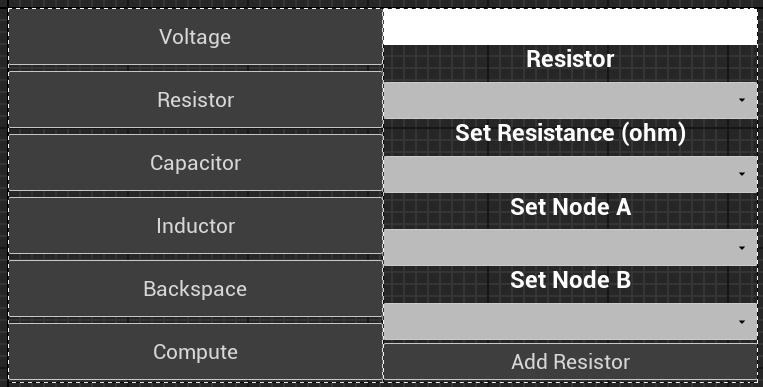 Voltage
Resistor
Capacitor
Inductor
Backspace
Compute
Resistor
Set Resistance (ohm)
Set Node A
Set Node B
Add Resistor